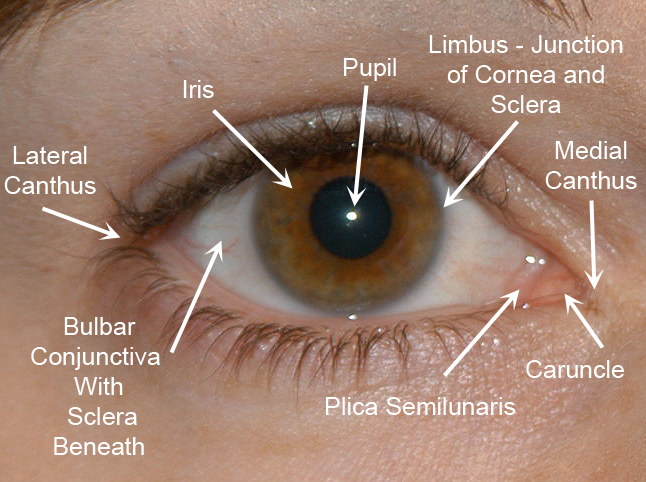 Limbus - Junction
of Cornea and
Sclera
Pupil
Iris
Medial
Canthus
Lateral
Canthus
Bulbar
Conjunctiva
With
Sclera
Beneath
Caruncle
Plica Semilunaris